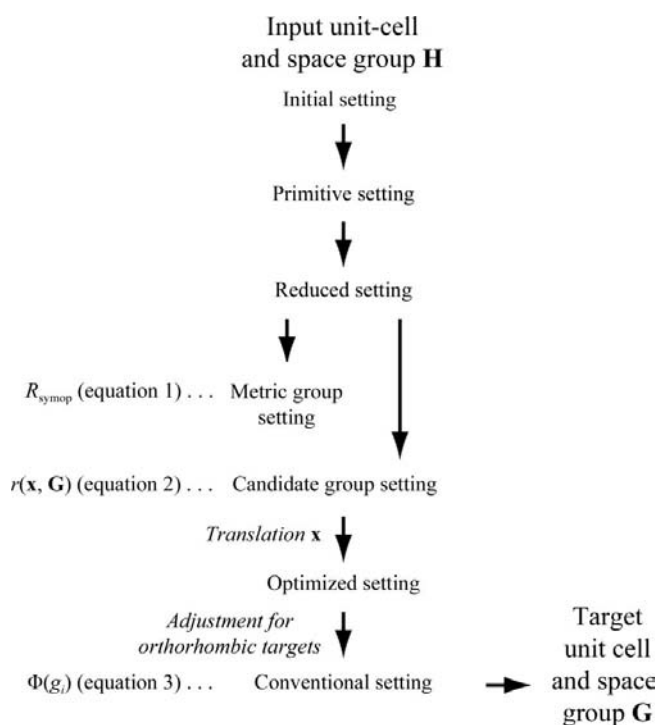 Input unit-cell
and space group H
Initial setting
Primitive setting
Reduced setting
R_symop (equation 1) . . . Metric group
setting
r(x, G) (equation 2) . . . Candidate group setting
Translation x
Optimized setting
Adjustment for
orthorhombic targets
Φ(g_i) (equation 3) . . . Conventional setting
Target
unit cell
and space
group G